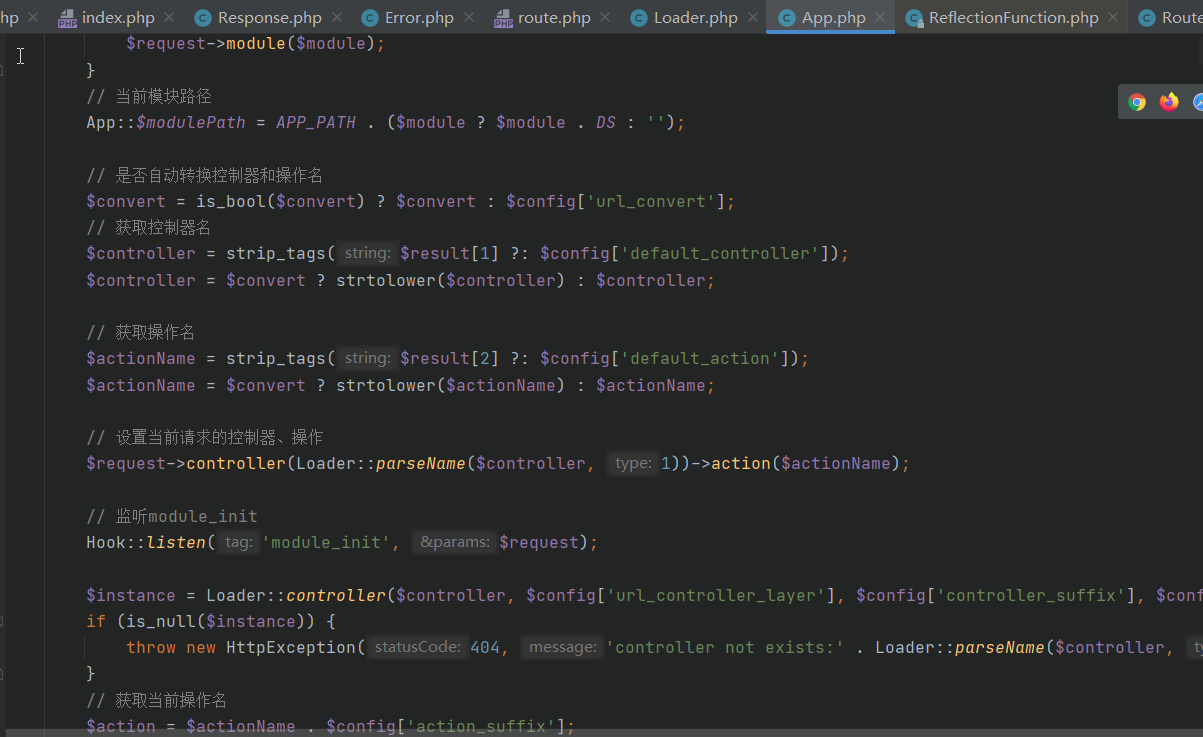 hp index.php Response.php Error.php route.php Loader.php App.php ReflectionFunction.php Route
$request->module($module);
}
// 当前模块路径
App::$modulePath = APP_PATH . ($module ? $module . DS : '');
// 是否自动转换控制器和操作名
$convert = is_bool($convert) ? $convert : $config['url_convert'];
// 获取控制器名
$controller = strip_tags( string: $result[1] ?: $config['default_controller']);
$controller = $convert ? strtolower($controller) : $controller;
// 获取操作名
$actionName = strip_tags( string: $result[2] ?: $config['default_action']);
$actionName = $convert ? strtolower($actionName) : $actionName;
// 设置当前请求的控制器、操作
$request->controller(Loader::parseName($controller, type: 1))->action($actionName);
// 监听module_init
Hook::listen( tag: 'module_init', &params: $request);
$instance = Loader::controller($controller, $config['url_controller_layer'], $config['controller_suffix'], $conf
if (is_null($instance)) {
throw new HttpException( statusCode: 404, message: 'controller not exists:' . Loader::parseName($controller, ty
}
// 获取当前操作名
$action = $actionName . $config['action_suffix'];